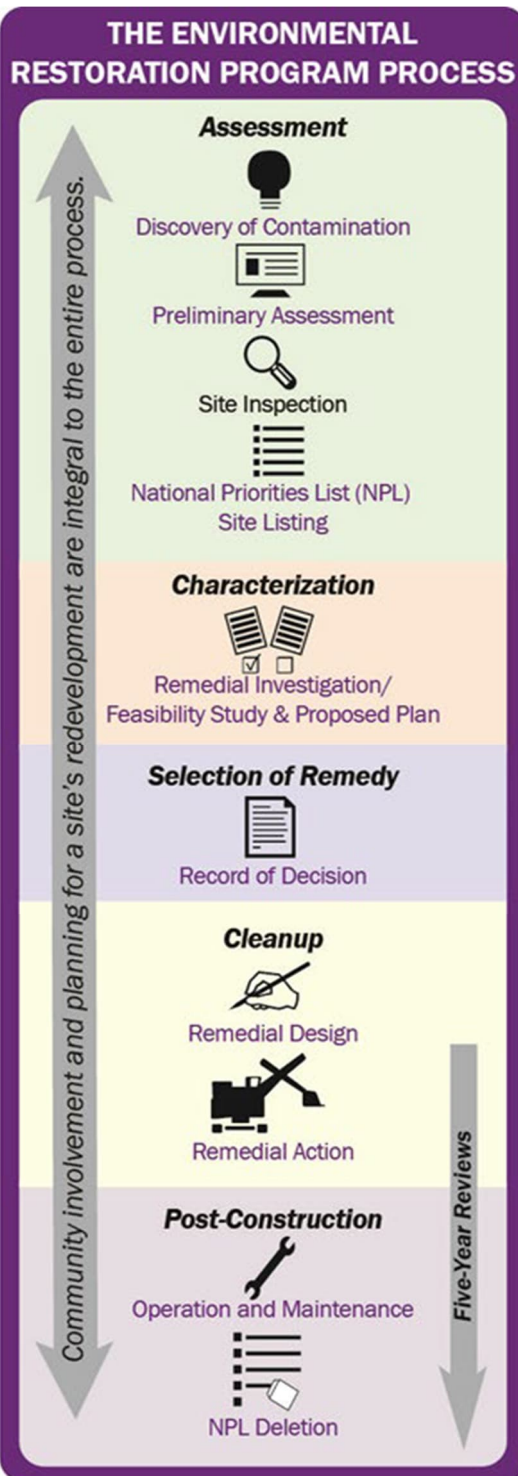 THE ENVIRONMENTAL
RESTORATION PROGRAM PROCESS
Community involvement and planning for a site's redevelopment are integral to the entire process.
Assessment
Discovery of Contamination
Preliminary Assessment
Site Inspection
National Priorities List (NPL)
Site Listing
Characterization
Remedial Investigation/
Feasibility Study & Proposed Plan
Selection of Remedy
Record of Decision
Cleanup
Remedial Design
Remedial Action
Five-Year Reviews
Post-Construction
Operation and Maintenance
NPL Deletion